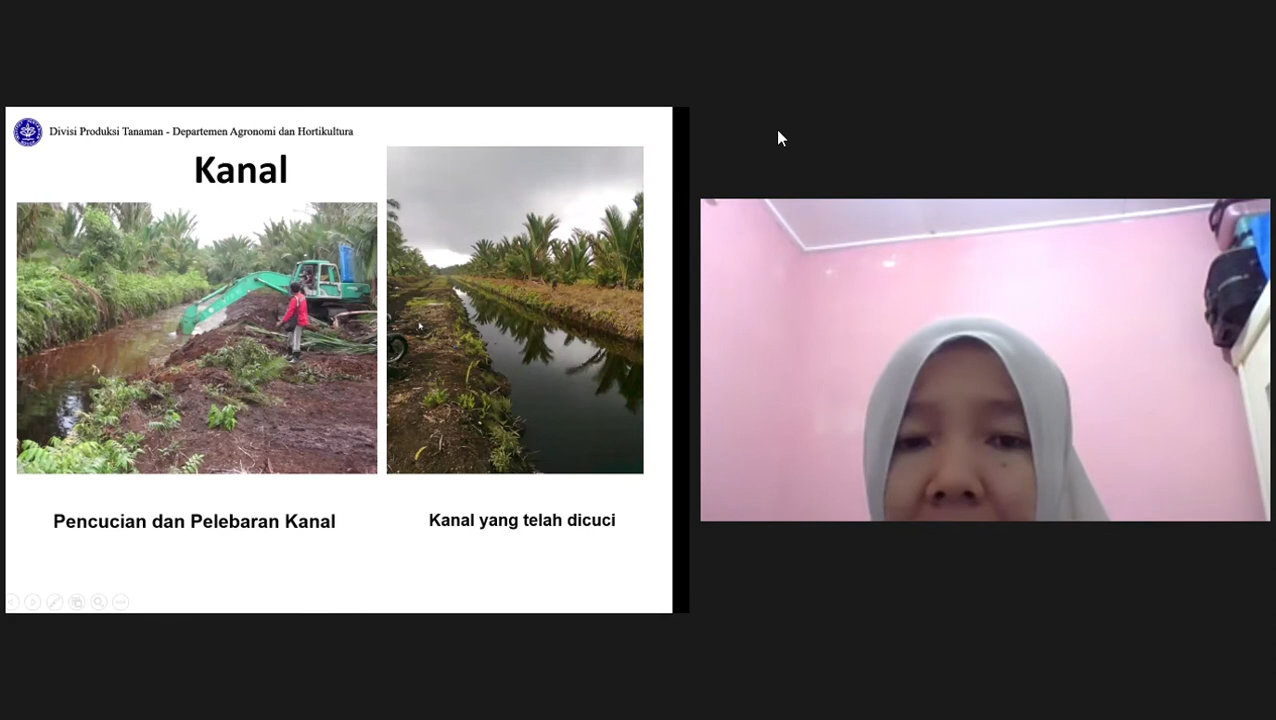 Divisi Produksi Tanaman - Departemen Agronomi dan Hortikultura
Kanal
Pencucian dan Pelebaran Kanal
Kanal yang telah dicuci